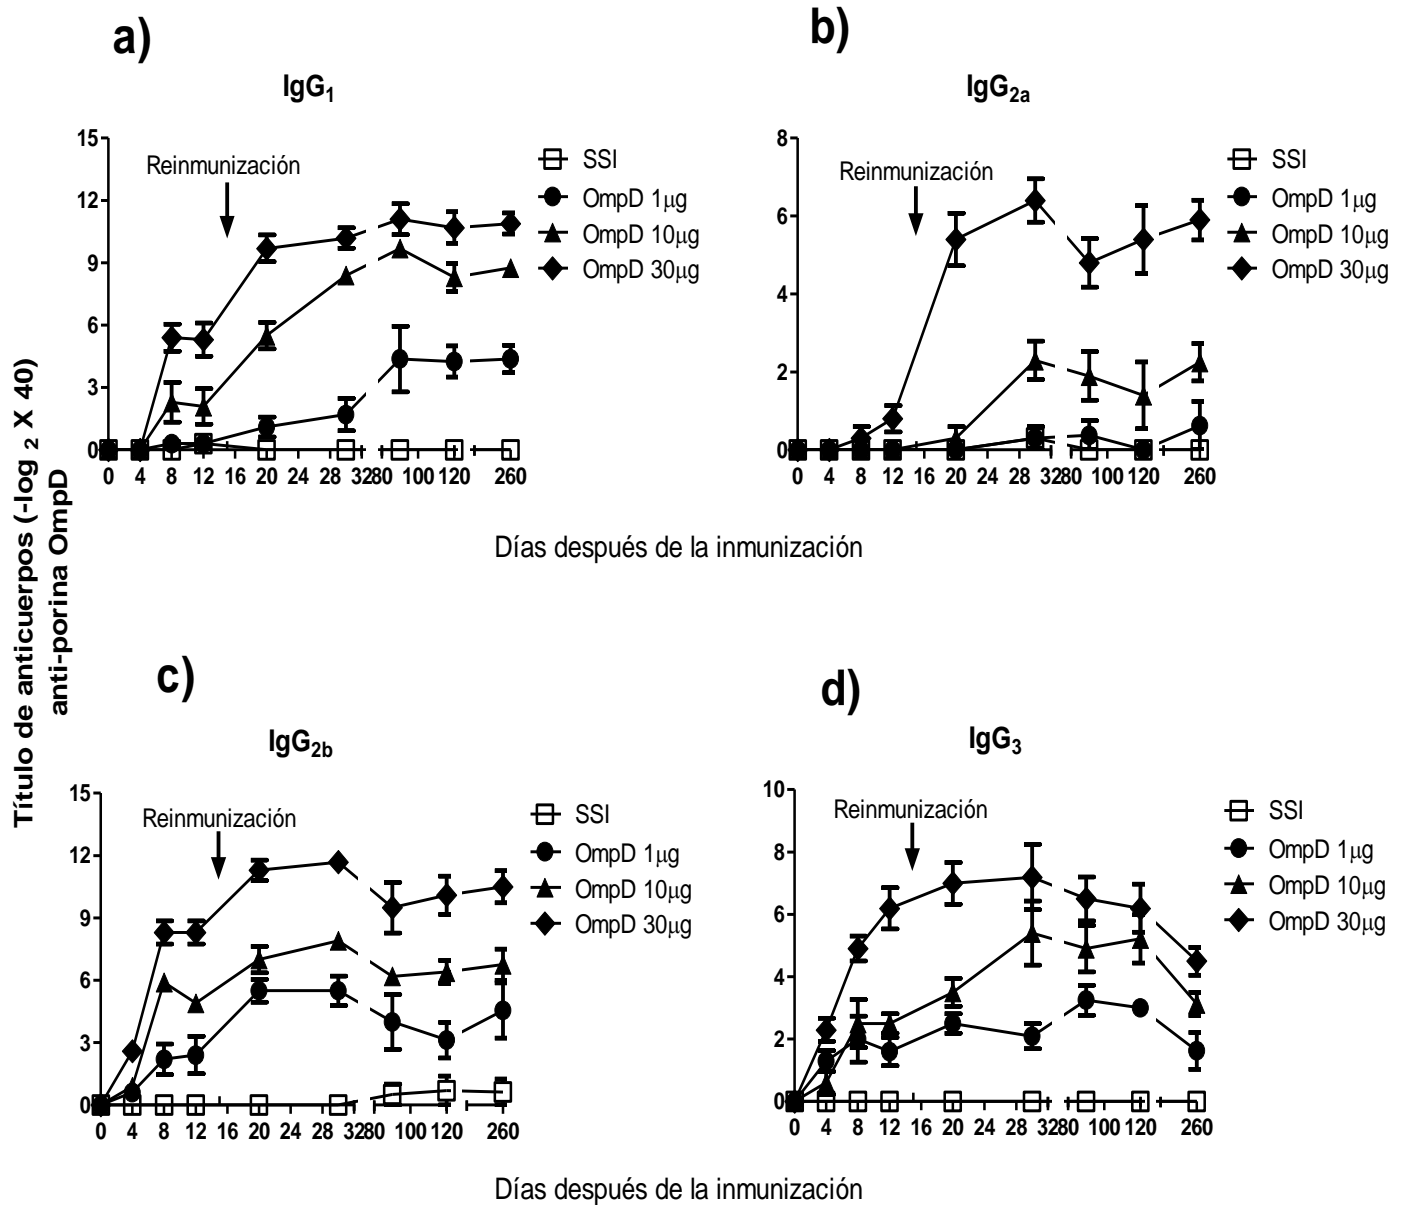 a)
IgG1
15
12
9
6
3
0
Reinmunización
SSI
OmpD 1μg
OmpD 10μg
OmpD 30μg
0 4 8 12 16 20 24 28 32 80 100 120 260
b)
IgG2a
8
6
4
2
0
Reinmunización
SSI
OmpD 1μg
OmpD 10μg
OmpD 30μg
0 4 8 12 16 20 24 28 32 80 100 120 260
Días después de la inmunización
Título de anticuerpos (-log 2 X 40)
anti-porina OmpD
c)
IgG2b
15
12
9
6
3
0
Reinmunización
SSI
OmpD 1μg
OmpD 10μg
OmpD 30μg
0 4 8 12 16 20 24 28 32 80 100 120 260
d)
IgG3
10
8
6
4
2
0
Reinmunización
SSI
OmpD 1μg
OmpD 10μg
OmpD 30μg
0 4 8 12 16 20 24 28 32 80 100 120 260
Días después de la inmunización